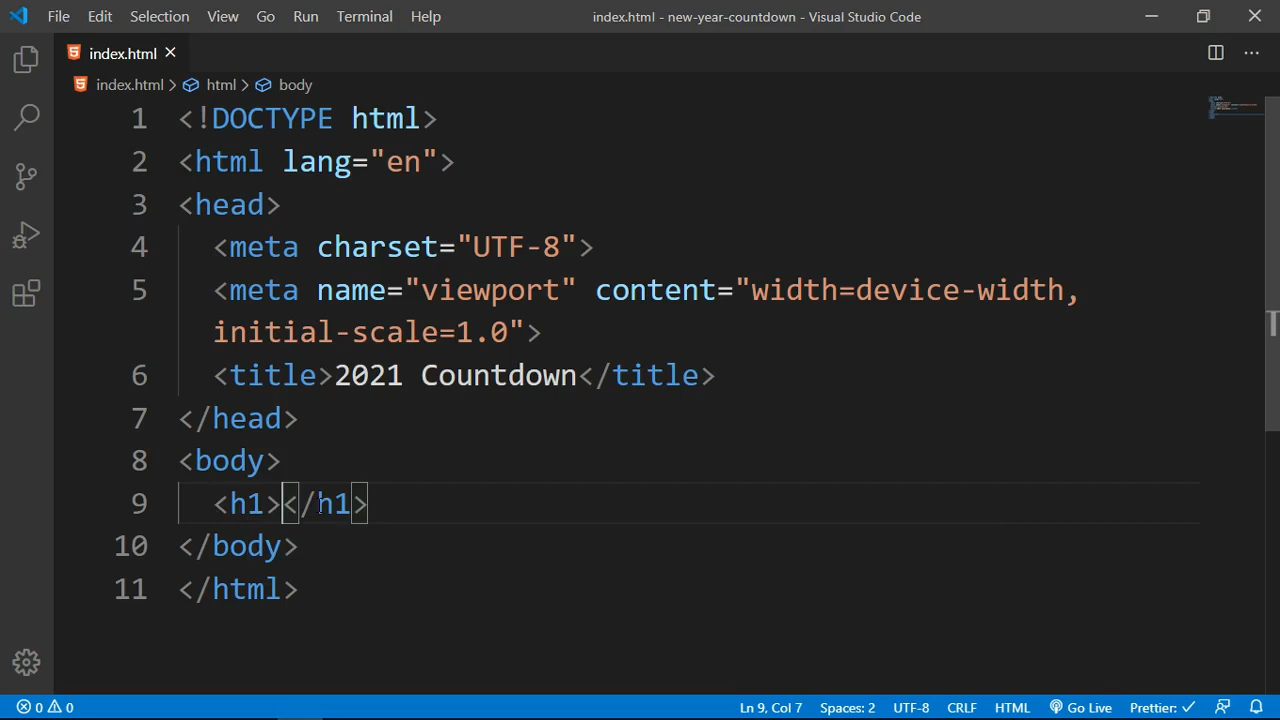 File Edit Selection View Go Run Terminal Help index.html - new-year-countdown - Visual Studio Code
index.html
index.html > html > body
1 <!DOCTYPE html>
2 <html lang="en">
3 <head>
4 <meta charset="UTF-8">
5 <meta name="viewport" content="width=device-width,
initial-scale=1.0">
6 <title>2021 Countdown</title>
7 </head>
8 <body>
9 <h1></h1>
10 </body>
11 </html>
0 0 Ln 9, Col 7 Spaces: 2 UTF-8 CRLF HTML Go Live Prettier: ✓